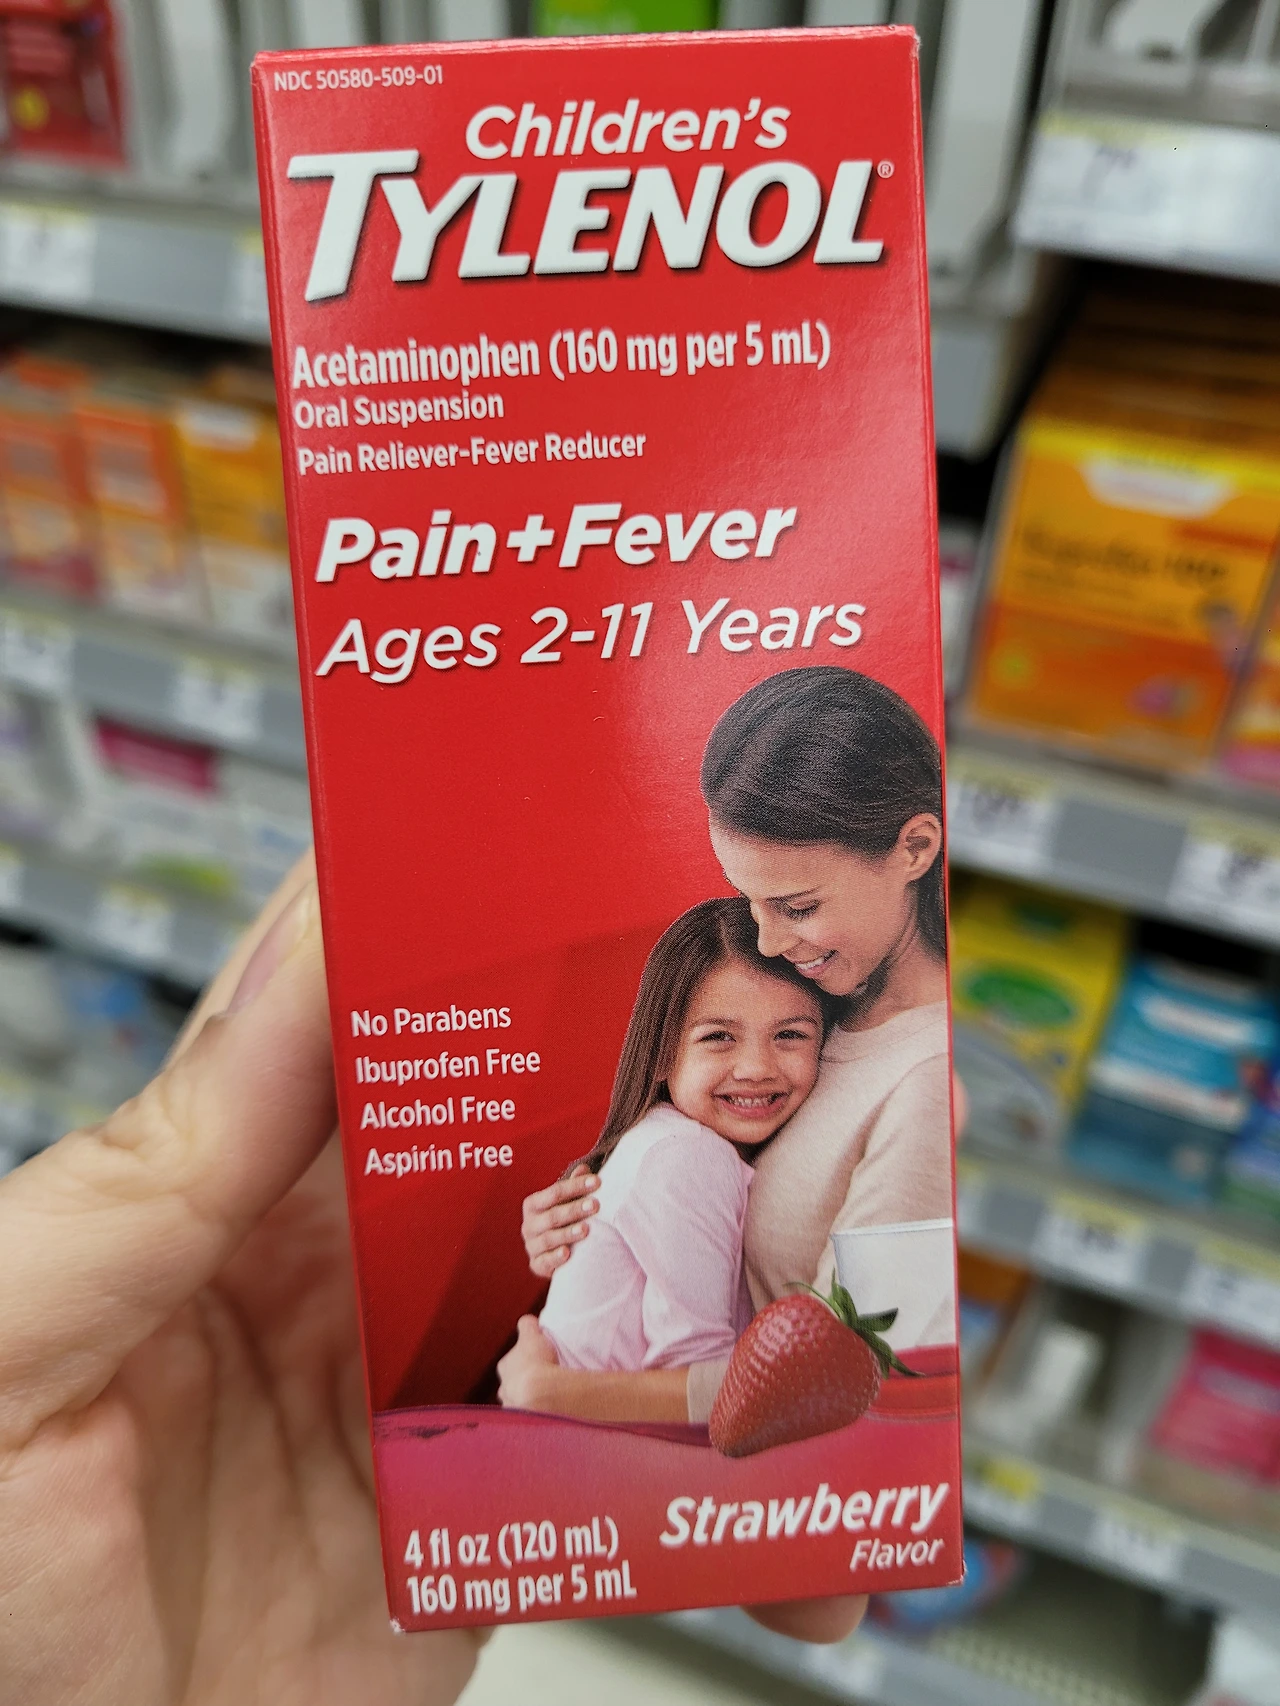 NDC 50580-509-01
Children's
TYLENOL®
Acetaminophen (160 mg per 5 mL)
Oral Suspension
Pain Reliever-Fever Reducer
Pain+Fever
Ages 2-11 Years
No Parabens
Ibuprofen Free
Alcohol Free
Aspirin Free
4 fl oz (120 mL)
160 mg per 5 mL
Strawberry
Flavor